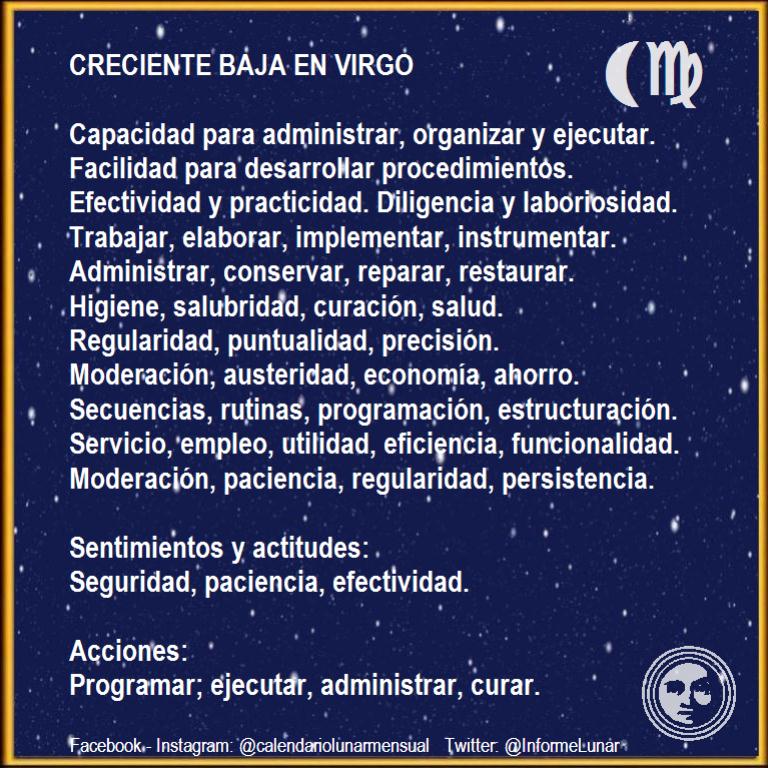 CRECIENTE BAJA EN VIRGO
Capacidad para administrar, organizar y ejecutar.
Facilidad para desarrollar procedimientos.
Efectividad y practicidad. Diligencia y laboriosidad.
Trabajar, elaborar, implementar, instrumentar.
Administrar, conservar, reparar, restaurar.
Higiene, salubridad, curación, salud.
Regularidad, puntualidad, precisión.
Moderación, austeridad, economía, ahorro.
Secuencias, rutinas, programación, estructuración.
Servicio, empleo, utilidad, eficiencia, funcionalidad.
Moderación, paciencia, regularidad, persistencia.
Sentimientos y actitudes:
Seguridad, paciencia, efectividad.
Acciones:
Programar; ejecutar, administrar, curar.
Facebook - Instagram: @calendariolunarmensual Twitter: @InformeLunar